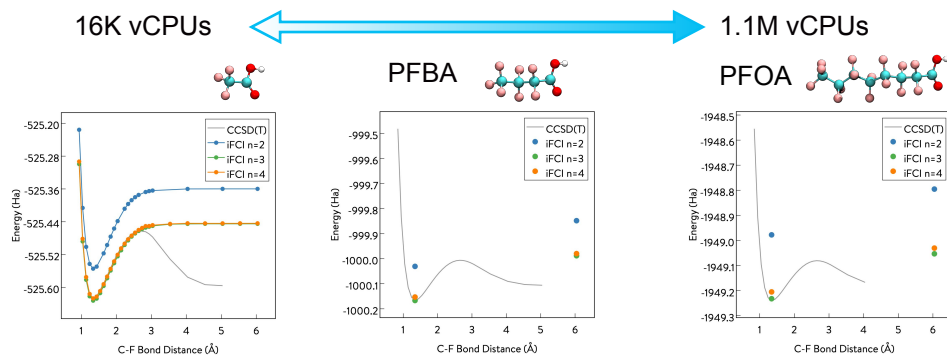 16K vCPUs
1.1M vCPUs
PFBA
PFOA
-525.20
-525.28
-525.36
-525.44
-525.52
-525.60
Energy (Ha)
CCSD(T)
iFCI n=2
iFCI n=3
iFCI n=4
1 2 3 4 5 6
C-F Bond Distance (Å)
-999.5
-999.6
-999.7
-999.8
-999.9
-1000.0
-1000.1
-1000.2
Energy (Ha)
CCSD(T)
iFCI n=2
iFCI n=3
iFCI n=4
1 2 3 4 5 6
C-F Bond Distance (Å)
-1948.5
-1948.6
-1948.7
-1948.8
-1948.9
-1949.0
-1949.1
-1949.2
-1949.3
Energy (Ha)
CCSD(T)
iFCI n=2
iFCI n=3
iFCI n=4
1 2 3 4 5 6
C-F Bond Distance (Å)